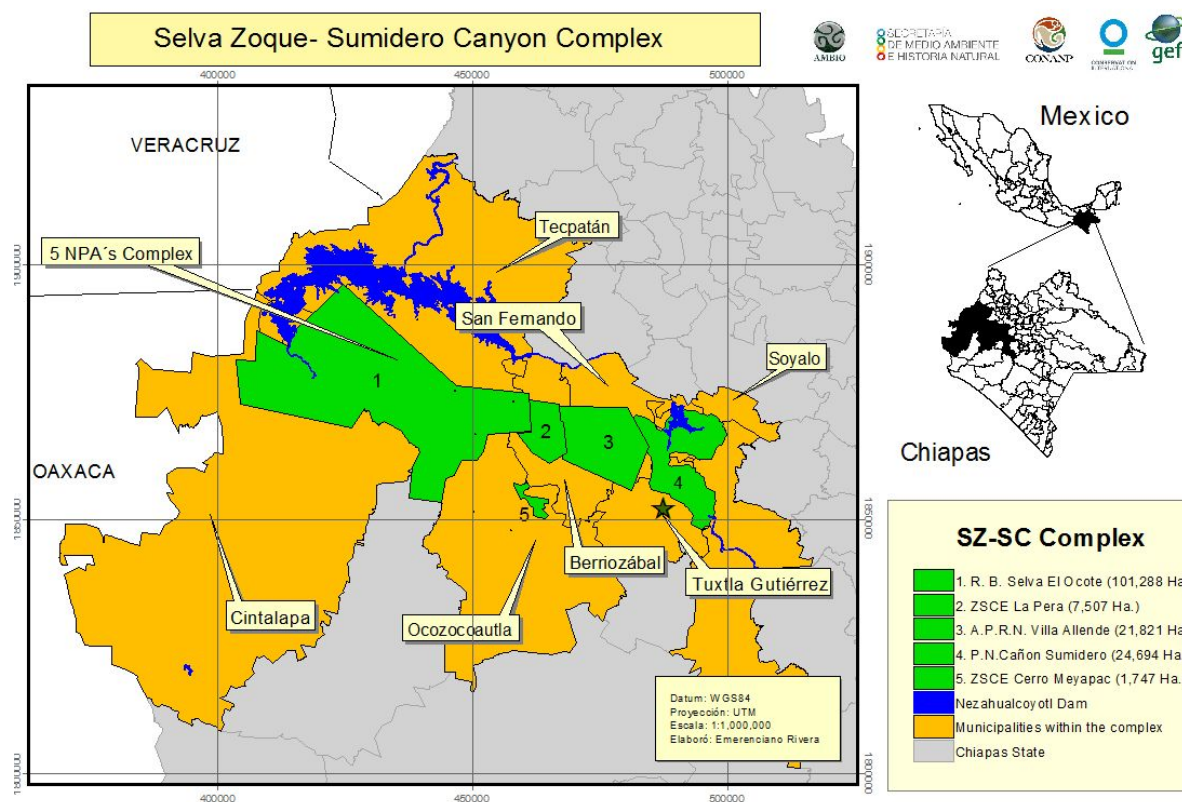 Selva Zoque- Sumidero Canyon Complex
AMBIO
SECRETARÍA
DE MEDIO AMBIENTE
E HISTORIA NATURAL
CONANP
CONSERVATION
INTERNATIONAL
gef
400000
450000
500000
VERACRUZ
Tecpatán
5 NPA´s Complex
San Fernando
Soyalo
1
2
3
4
5
OAXACA
Berriozábal
Tuxtla Gutiérrez
Cintalapa
Ocozocoautla
1900000
1850000
1800000
1900000
1850000
1800000
Datum: WGS84
Proyección: UTM
Escala: 1:1,000,000
Elaboró: Emerenciano Rivera
400000
450000
500000
Mexico
Chiapas
SZ-SC Complex
1. R. B. Selva El Ocote (101,288 Ha
2. ZSCE La Pera (7,507 Ha.)
3. A.P.R.N. Villa Allende (21,821 Ha
4. P.N.Cañon Sumidero (24,694 Ha
5. ZSCE Cerro Meyapac (1,747 Ha.
Nezahualcoyotl Dam
Municipalities within the complex
Chiapas State